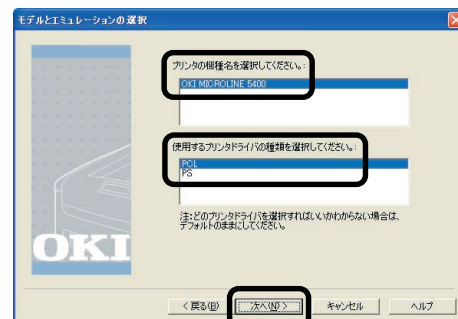 モデルとエミュレーションの選択
プリンタの機種名を選択してください。:
OKI MICROLINE 5400
使用するプリンタドライバの種類を選択してください。:
PCL
PS
注:どのプリンタドライバを選択すればいいかわからない場合は、
デフォルトのままにしてください。
OKI
< 戻る(B) 次へ(N) > キャンセル ヘルプ